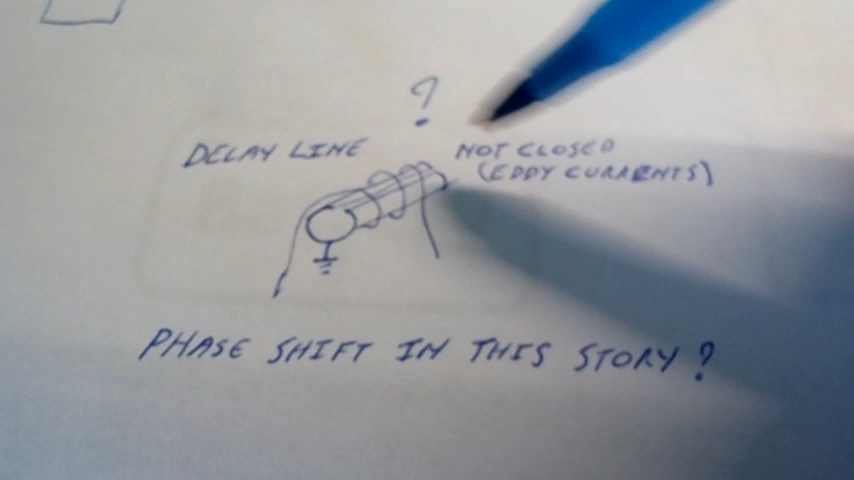 ?
DELAY LINE
NOT CLOSED
(EDDY CURRENTS)
PHASE SHIFT IN THIS STORY?